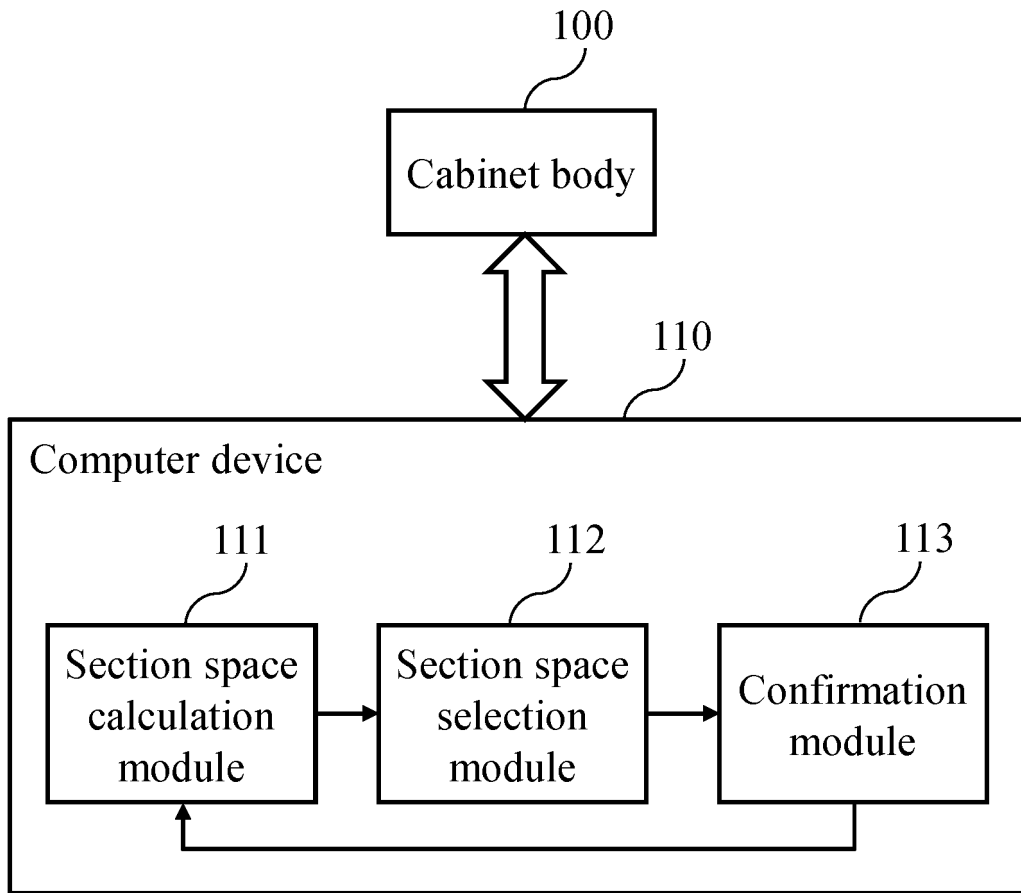 100
Cabinet body
110
Computer device
111
112
113
Section space
calculation
module
Section space
selection
module
Confirmation
module